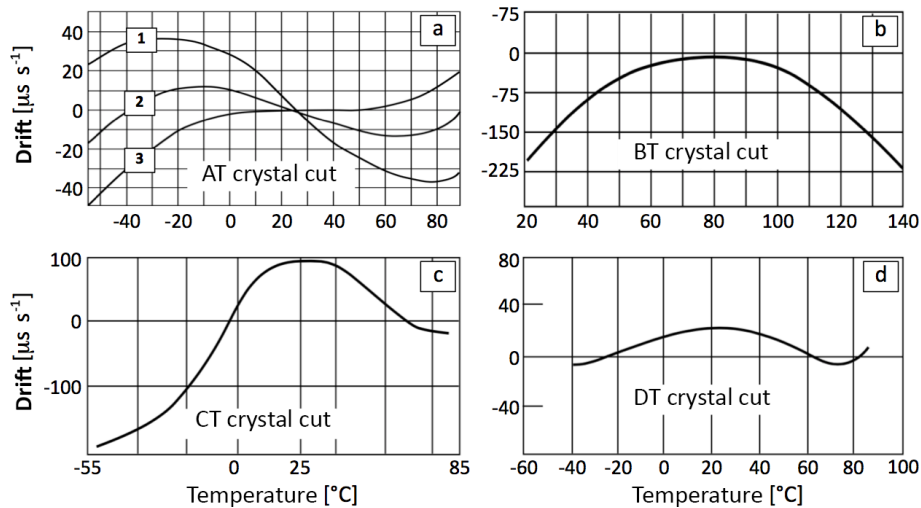 a
40
20
0
-20
-40
1
2
3
AT crystal cut
-40 -20 0 20 40 60 80
Drift [µs s⁻¹]
b
-75
0
-75
-150
-225
BT crystal cut
20 40 60 80 100 120 140
c
100
0
-100
CT crystal cut
-55 0 25 85
Drift [µs s⁻¹]
Temperature [°C]
d
80
40
0
-40
DT crystal cut
-60 -40 -20 0 20 40 60 80 100
Temperature [°C]